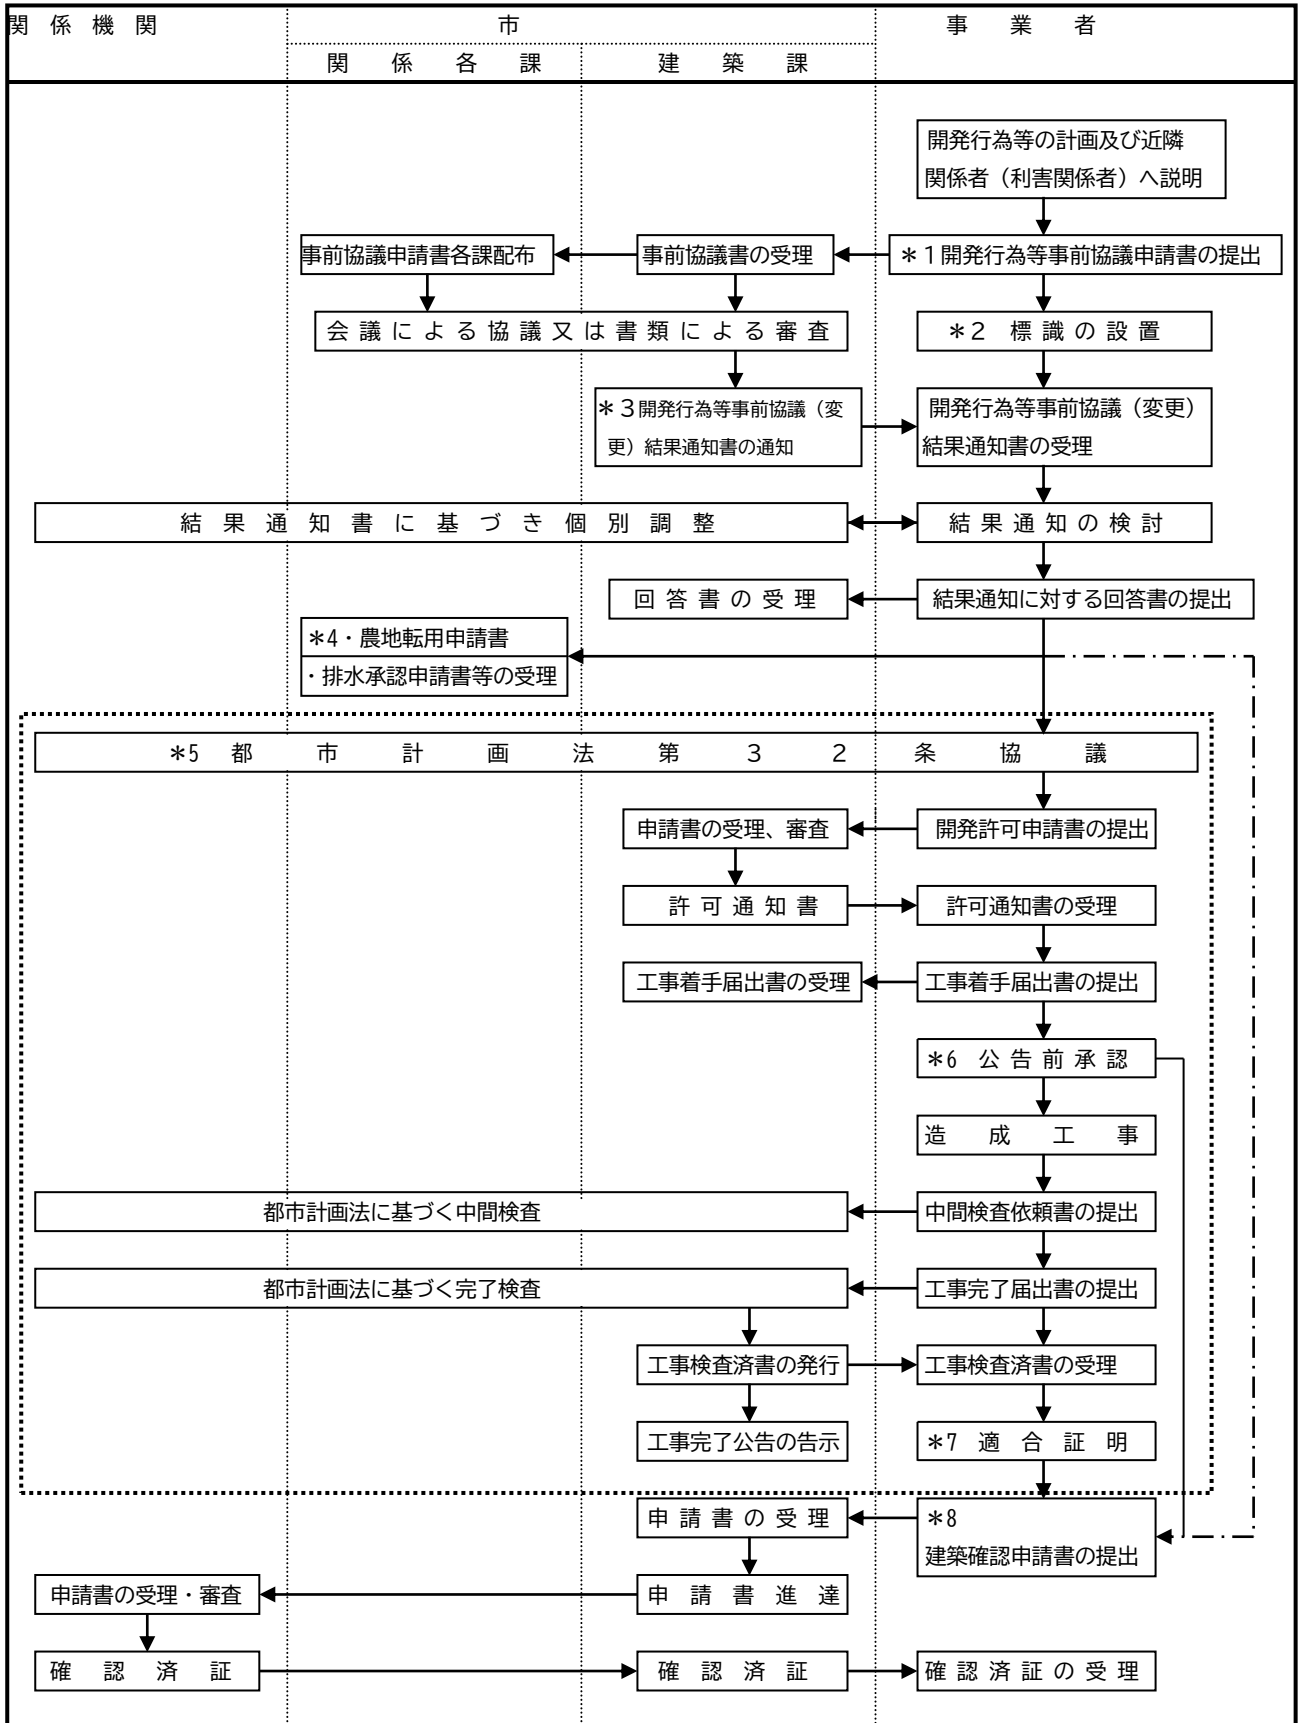 関係機関
市
事業者
関係各課
建築課
開発行為等の計画及び近隣
関係者（利害関係者）へ説明
事前協議申請書各課配布
事前協議書の受理
＊１開発行為等事前協議申請書の提出
会議による協議又は書類による審査
＊２ 標識の設置
＊３開発行為等事前協議（変
更）結果通知書の通知
開発行為等事前協議（変更）
結果通知書の受理
結果通知書に基づき個別調整
結果通知の検討
回答書の受理
結果通知に対する回答書の提出
＊4・農地転用申請書
・排水承認申請書等の受理
＊5 都市計画法第３２条協議
申請書の受理、審査
開発許可申請書の提出
許可通知書
許可通知書の受理
工事着手届出書の受理
工事着手届出書の提出
＊6 公告前承認
造成工事
都市計画法に基づく中間検査
中間検査依頼書の提出
都市計画法に基づく完了検査
工事完了届出書の提出
工事検査済書の発行
工事検査済書の受理
工事完了公告の告示
＊7 適合証明
申請書の受理
＊8
建築確認申請書の提出
申請書の受理・審査
申請書進達
確認済証
確認済証
確認済証の受理